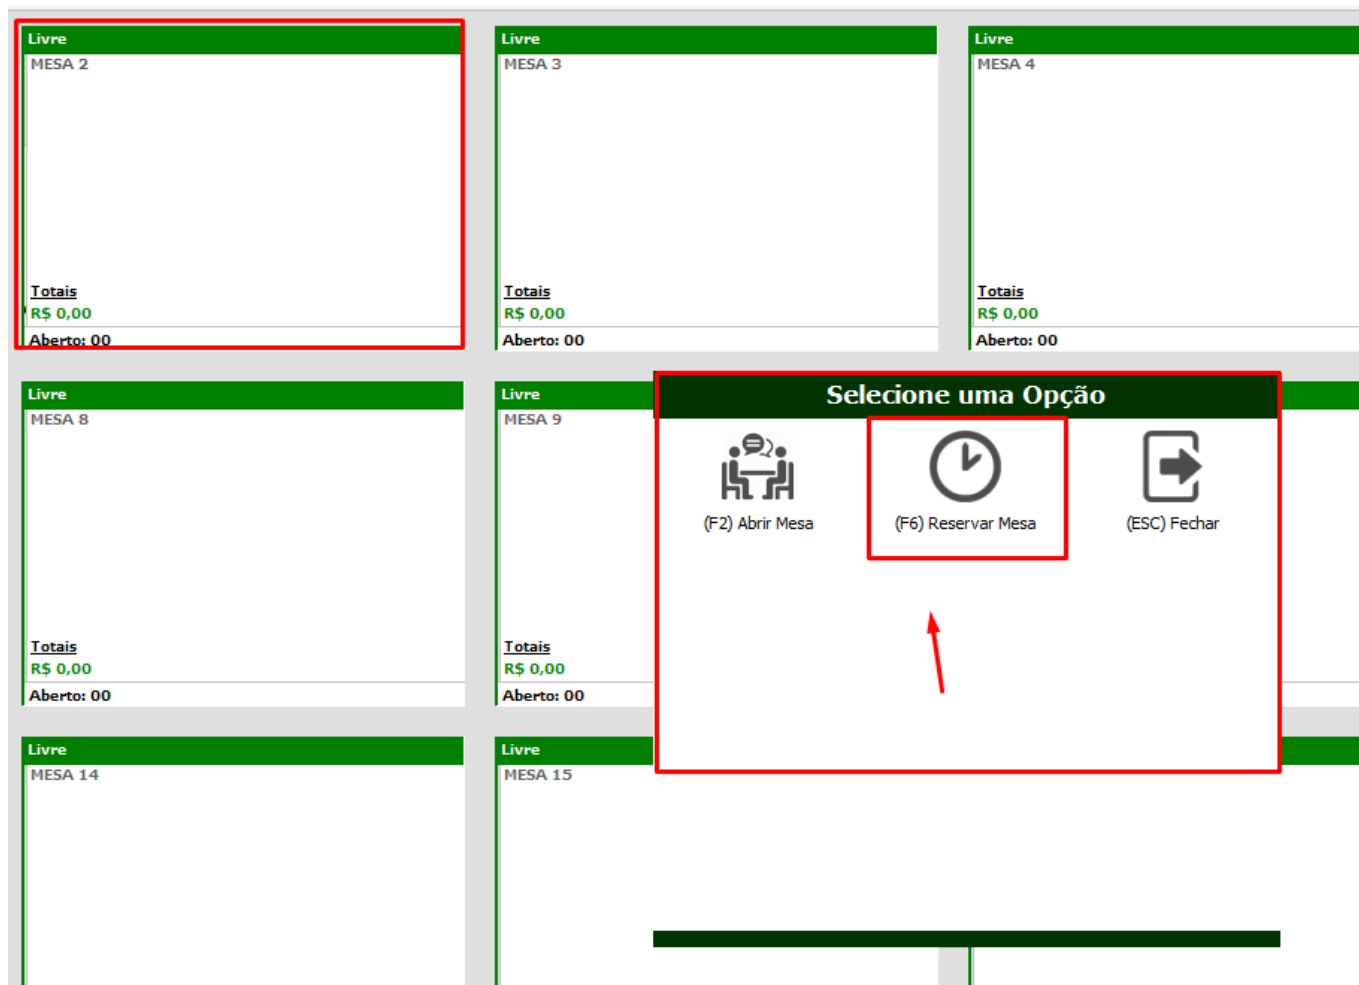 Livre
MESA 2
Totais
R$ 0,00
Aberto: 00
Livre
MESA 3
Totais
R$ 0,00
Aberto: 00
Livre
MESA 4
Totais
R$ 0,00
Aberto: 00
Livre
MESA 8
Totais
R$ 0,00
Aberto: 00
Livre
MESA 9
Totais
R$ 0,00
Aberto: 00
Selecione uma Opção
(F2) Abrir Mesa
(F6) Reservar Mesa
(ESC) Fechar
Livre
MESA 14
Livre
MESA 15